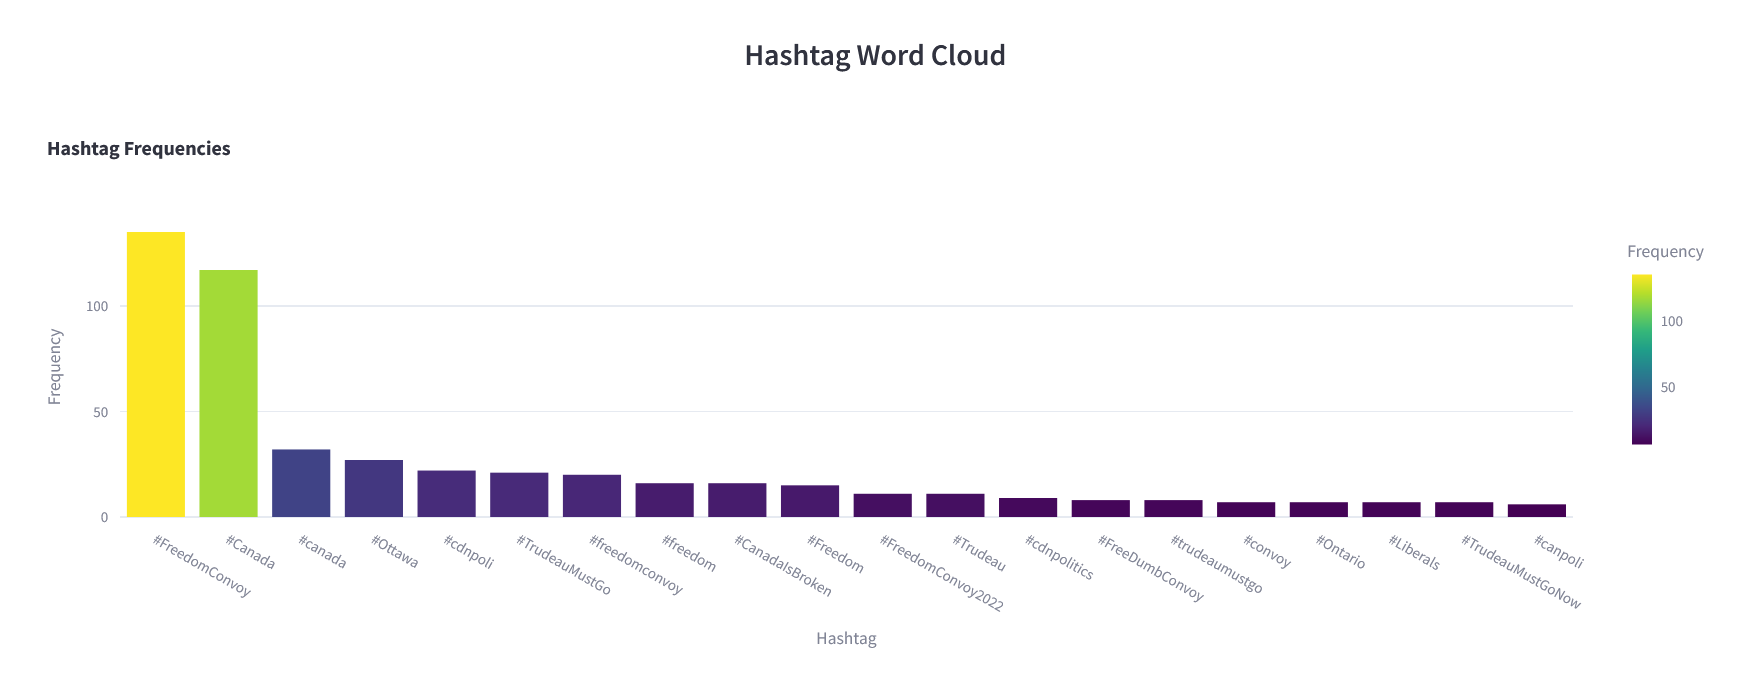 Hashtag Word Cloud
Hashtag Frequencies
Frequency
100
50
0
#FreedomConvoy
#Canada
#canada
#Ottawa
#cdnpoli
#TrudeauMustGo
#freedomconvoy
#freedom
#CanadaIsBroken
#Freedom
#FreedomConvoy2022
#Trudeau
#cdnpolitics
#FreeDumbConvoy
#trudeaumustgo
#convoy
#Ontario
#Liberals
#TrudeauMustGoNow
#canpoli
Hashtag
Frequency
100
50